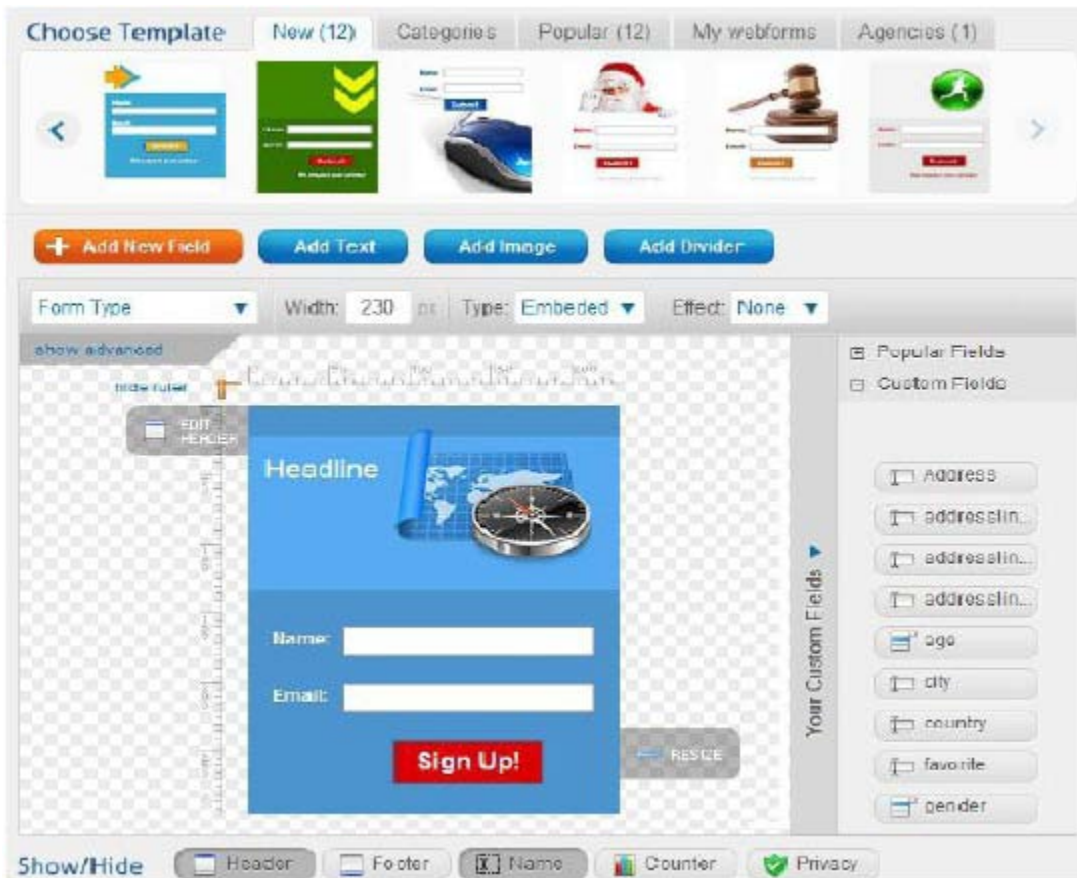 Choose Template New (12) Categories Popular (12) My webforms Agencies (1)
Add New Field Add Text Add Image Add Divider
Form Type Width: 230 px Type: Embeded Effect: None
show advanced
hide ruler
EDIT
HEADER
Headline
Name:
Email:
Sign Up!
RESIZE
Your Custom Fields
Popular Fields
Custom Fields
Address
addresslin...
addresslin...
addresslin...
age
city
country
favorite
gender
Show/Hide Header Footer Name Counter Privacy